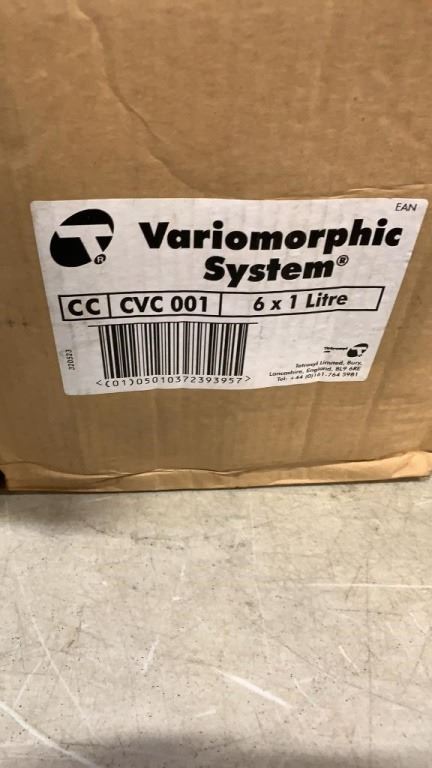 EAN
T®
Variomorphic
System®
CC CVC 001 6 x 1 Litre
320523
<(01)05010372393957>
Tetrosyl Limited, Bury,
Lancashire, England, BL9 6RE
Tel: +44 (0)161-764 5981